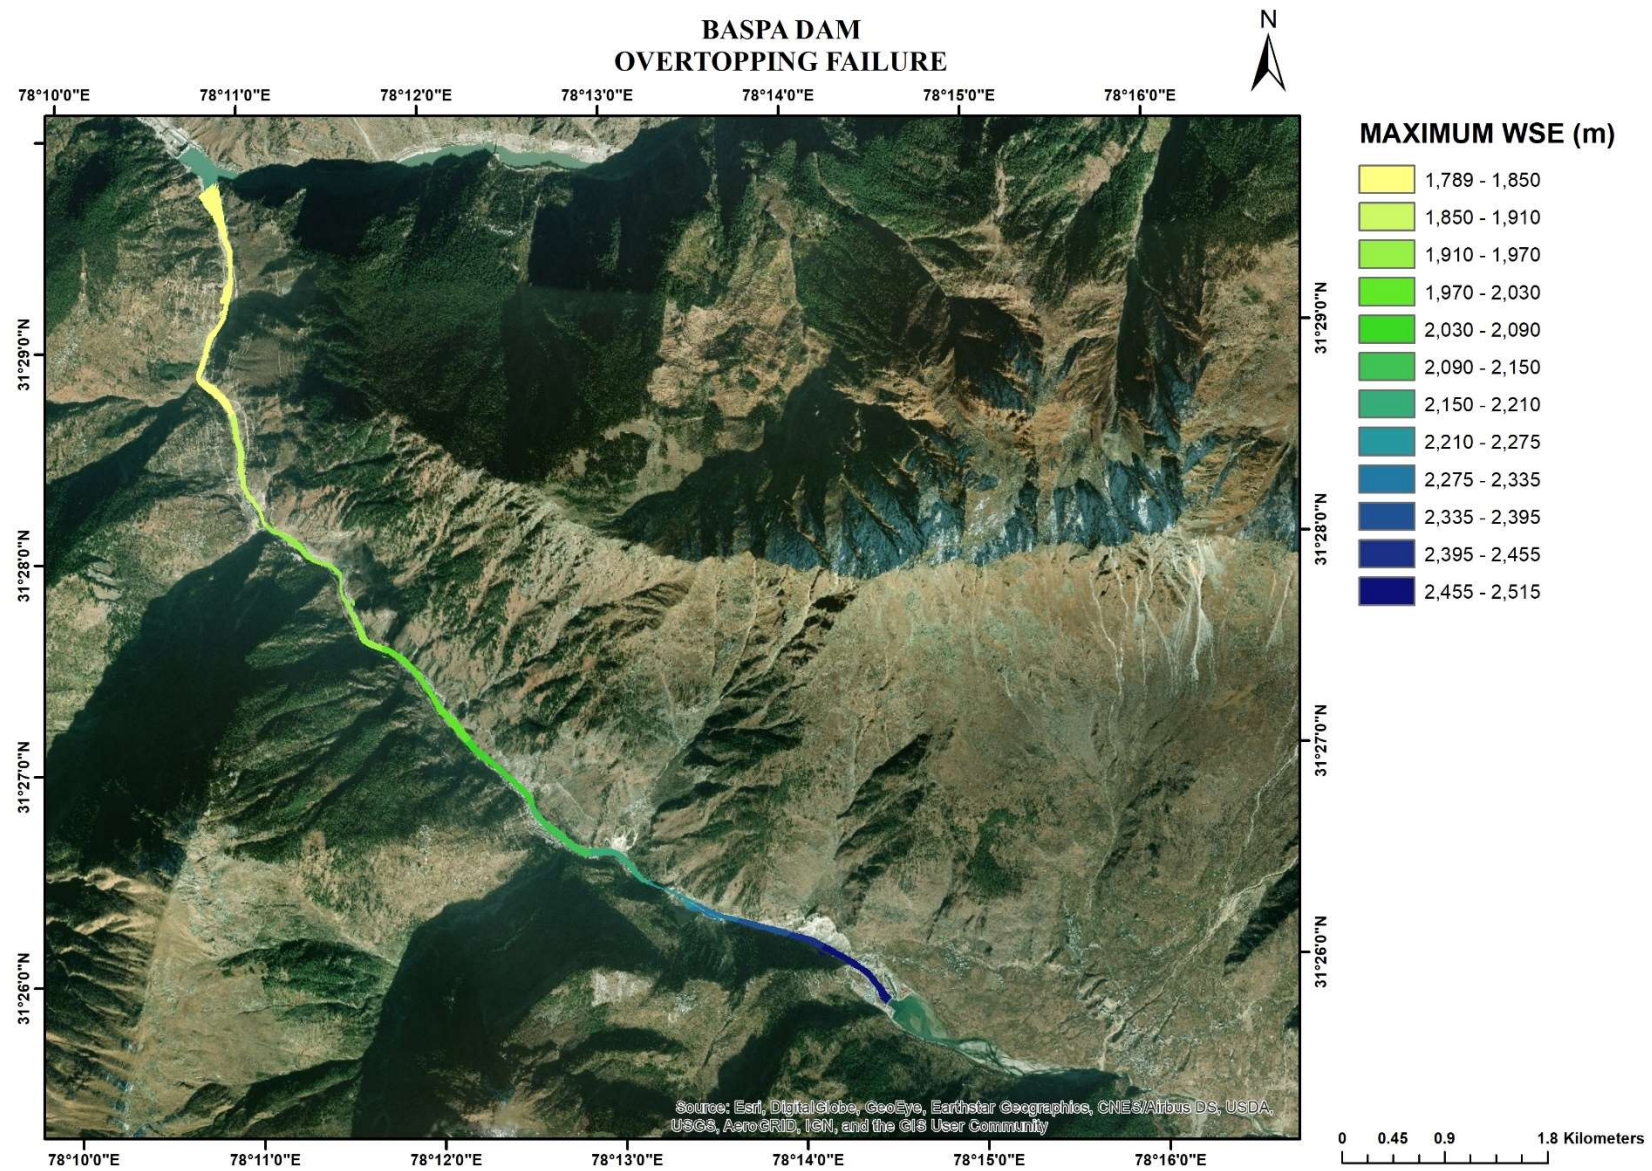 BASPA DAM
OVERTOPPING FAILURE
N
78°10'0"E 78°11'0"E 78°12'0"E 78°13'0"E 78°14'0"E 78°15'0"E 78°16'0"E
MAXIMUM WSE (m)
1,789 - 1,850
1,850 - 1,910
1,910 - 1,970
1,970 - 2,030
2,030 - 2,090
2,090 - 2,150
2,150 - 2,210
2,210 - 2,275
2,275 - 2,335
2,335 - 2,395
2,395 - 2,455
2,455 - 2,515
31°29'0"N
31°28'0"N
31°27'0"N
31°26'0"N
31°29'0"N
31°28'0"N
31°27'0"N
31°26'0"N
Source: Esri, DigitalGlobe, GeoEye, Earthstar Geographics, CNES/Airbus DS, USDA,
USGS, AeroGRID, IGN, and the GIS User Community
78°10'0"E 78°11'0"E 78°12'0"E 78°13'0"E 78°14'0"E 78°15'0"E 78°16'0"E
0 0.45 0.9 1.8 Kilometers